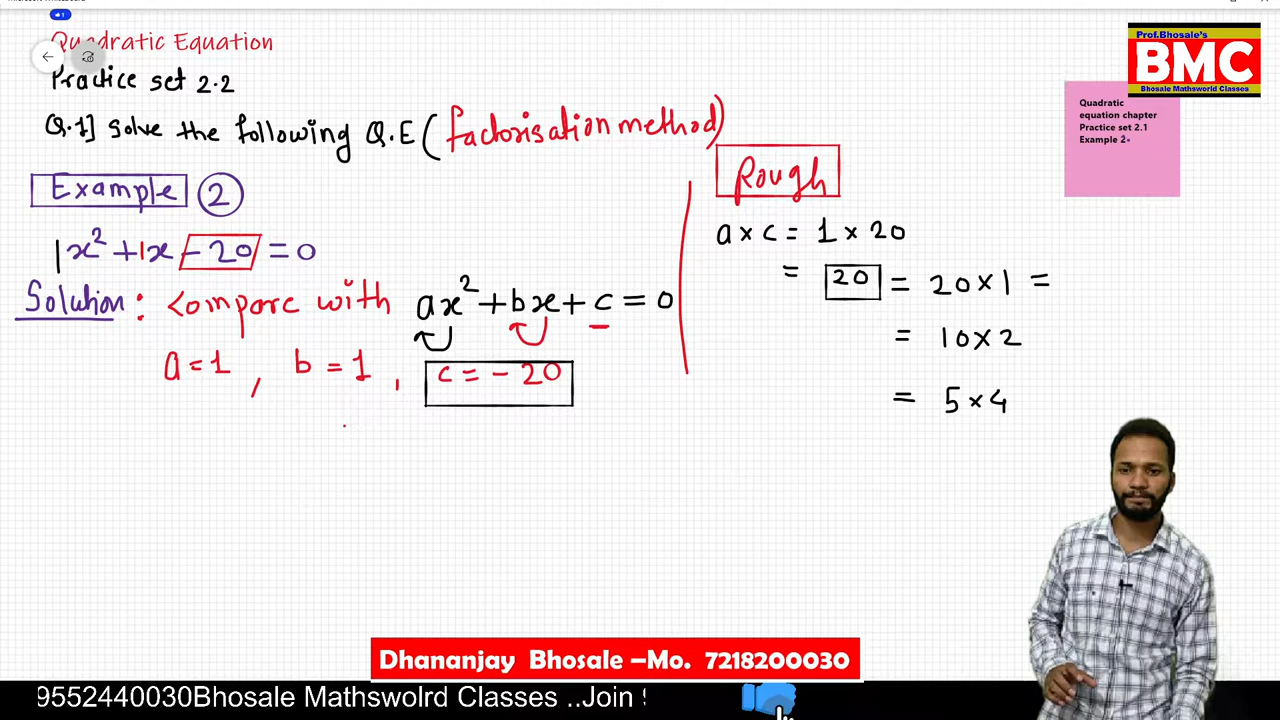 Quadratic Equation
Practice set 2.2
Q.1] Solve the following Q.E (factorisation method)
Example 2
1x² + 1x - 20 = 0
Solution: Compare with ax² + bx + c = 0
a = 1 , b = 1 , c = - 20
Rough
a × c = 1 × 20
= 20 = 20 × 1 =
= 10 × 2
= 5 × 4
Prof.Bhosale's
BMC
Bhosale Mathsworld Classes
Quadratic
equation chapter
Practice set 2.1
Example 2
Dhananjay Bhosale –Mo. 7218200030
9552440030Bhosale Mathswolrd Classes ..Join